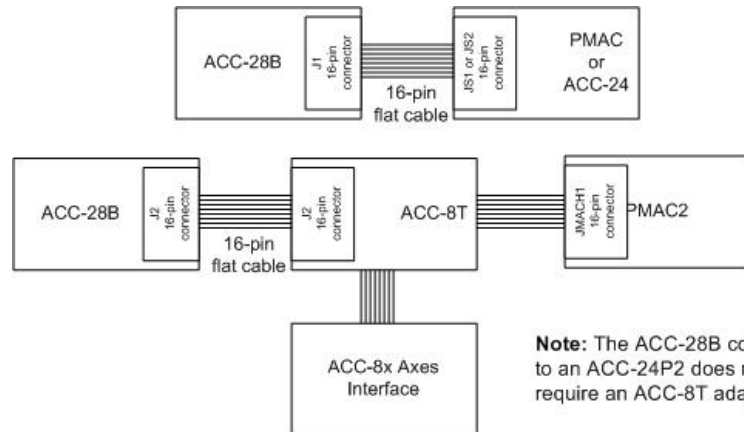 ACC-28B
J1
16-pin
connector
16-pin
flat cable
JS1 or JS2
16-pin
connector
PMAC
or
ACC-24
ACC-28B
J2
16-pin
connector
16-pin
flat cable
J2
16-pin
connector
ACC-8T
JMACH1
16-pin
connector
PMAC2
ACC-8x Axes
Interface
Note: The ACC-28B co
to an ACC-24P2 does
require an ACC-8T